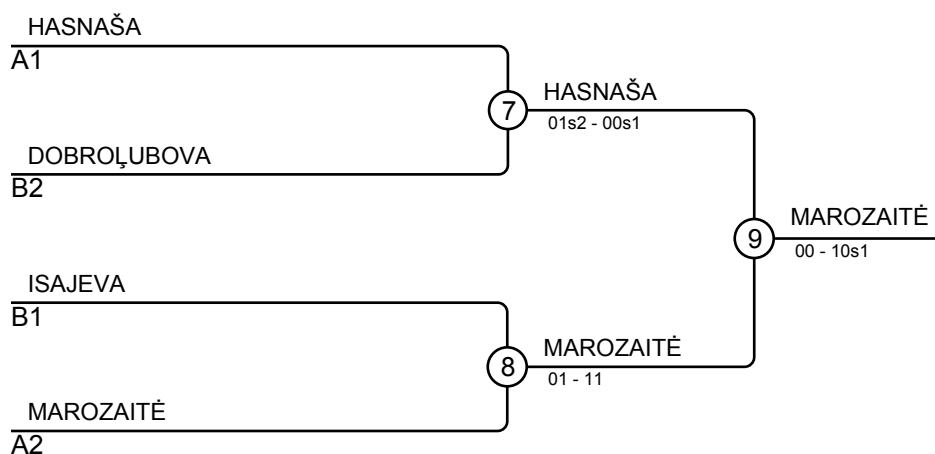 HASNAŠA
A1
7
HASNAŠA
01s2 - 00s1
DOBROĻUBOVA
B2
9
MAROZAITĖ
00 - 10s1
ISAJEVA
B1
8
MAROZAITĖ
01 - 11
MAROZAITĖ
A2